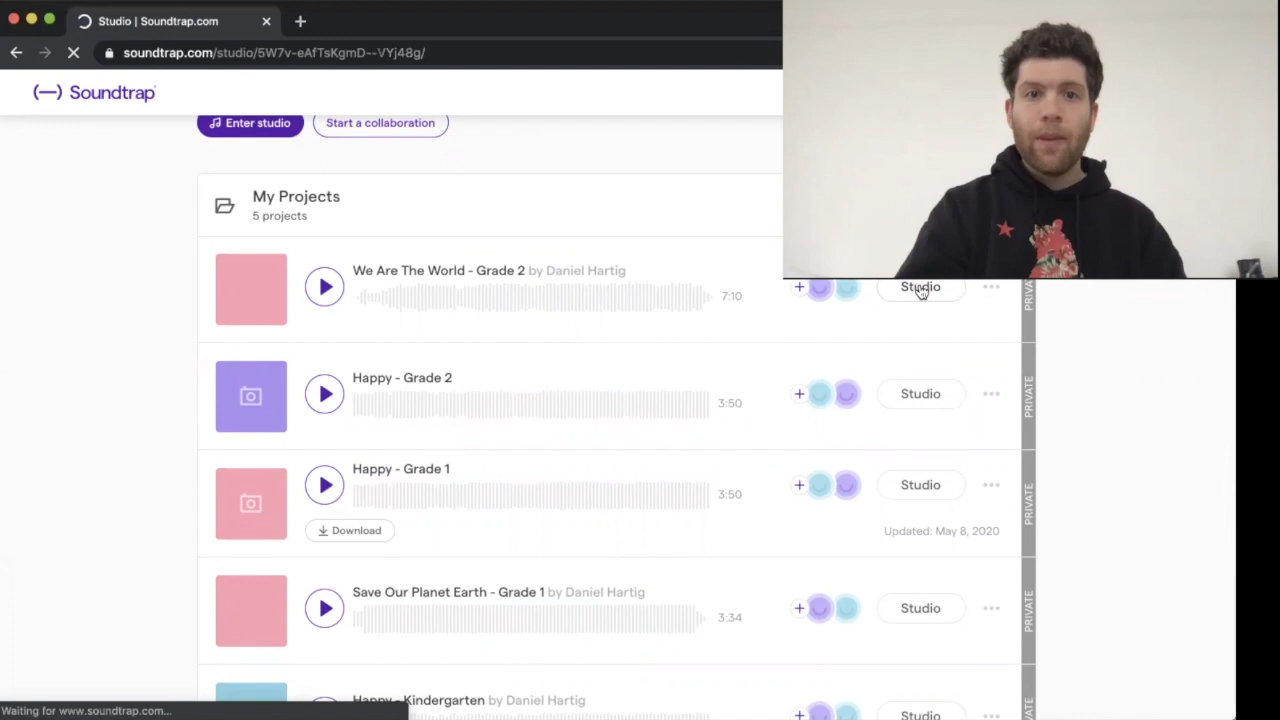 Studio | Soundtrap.com
soundtrap.com/studio/5W7v-eAfTsKgmD--VYj48g/
Soundtrap
Enter studio
Start a collaboration
My Projects
5 projects
We Are The World - Grade 2 by Daniel Hartig
7:10
Studio
Happy - Grade 2
3:50
Studio
PRIVATE
Happy - Grade 1
3:50
Studio
PRIVATE
Download
Updated: May 8, 2020
Save Our Planet Earth - Grade 1 by Daniel Hartig
3:34
Studio
PRIVATE
Happy - Kindergarten by Daniel Hartig
Studio
Waiting for www.soundtrap.com...